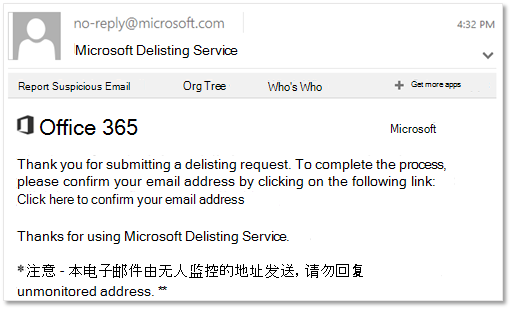 no-reply@microsoft.com
4:32 PM
Microsoft Delisting Service
Report Suspicious Email Org Tree Who's Who + Get more apps
Office 365
Microsoft
Thank you for submitting a delisting request. To complete the process,
please confirm your email address by clicking on the following link:
Click here to confirm your email address
Thanks for using Microsoft Delisting Service.
*注意 - 本电子邮件由无人监控的地址发送，请勿回复
unmonitored address. **